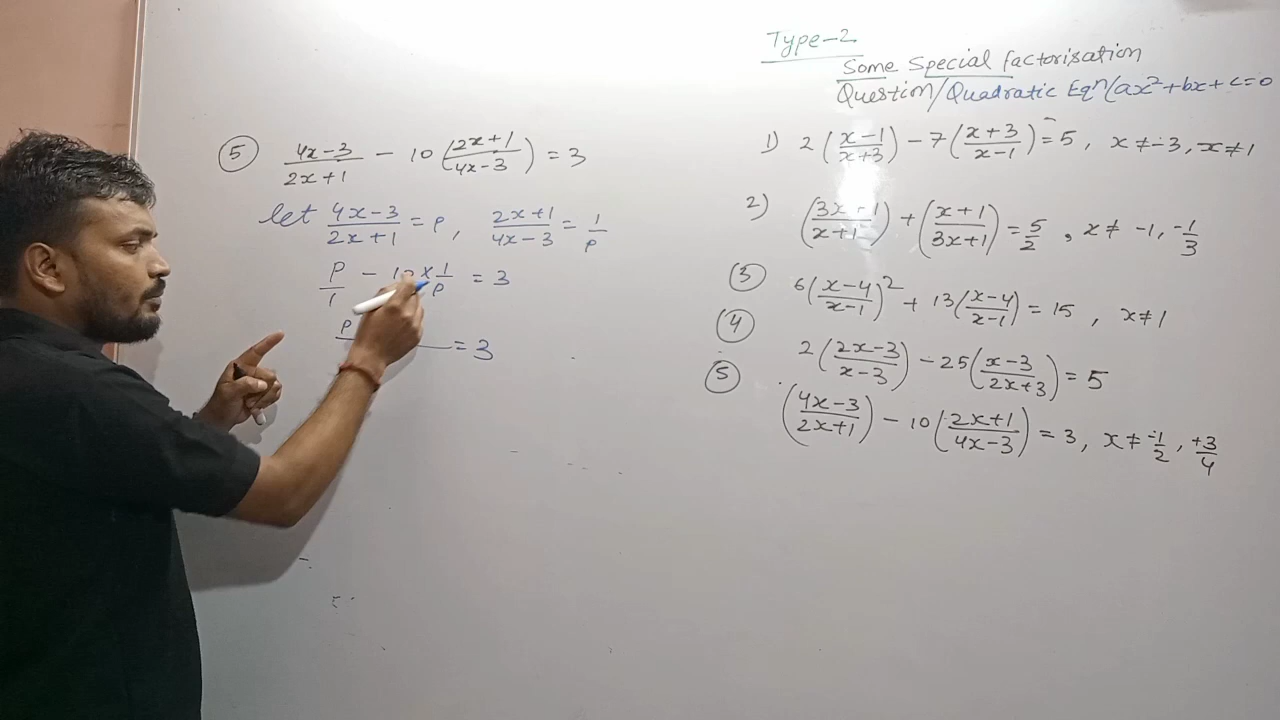 Type-2
Some Special factorisation
Question/Quadratic Eqⁿ(ax²+bx+c=0
1) 2((x-1)/(x+3)) - 7((x+3)/(x-1)) = 5, x≠-3, x≠1
2) ((3x-1)/(x+1)) + ((x+1)/(3x+1)) = 5/2, x≠ -1, -1/3
(3) 6((x-4)/(x-1))² + 13((x-4)/(x-1)) = 15, x≠1
(4) 2((2x-3)/(x-3)) - 25((x-3)/(2x+3)) = 5
(5) ((4x-3)/(2x+1)) - 10((2x+1)/(4x-3)) = 3, x≠ -1/2, +3/4
(5) (4x-3)/(2x+1) - 10((2x+1)/(4x-3)) = 3
let (4x-3)/(2x+1) = P, (2x+1)/(4x-3) = 1/P
P/1 - 10×1/P = 3
P = 3